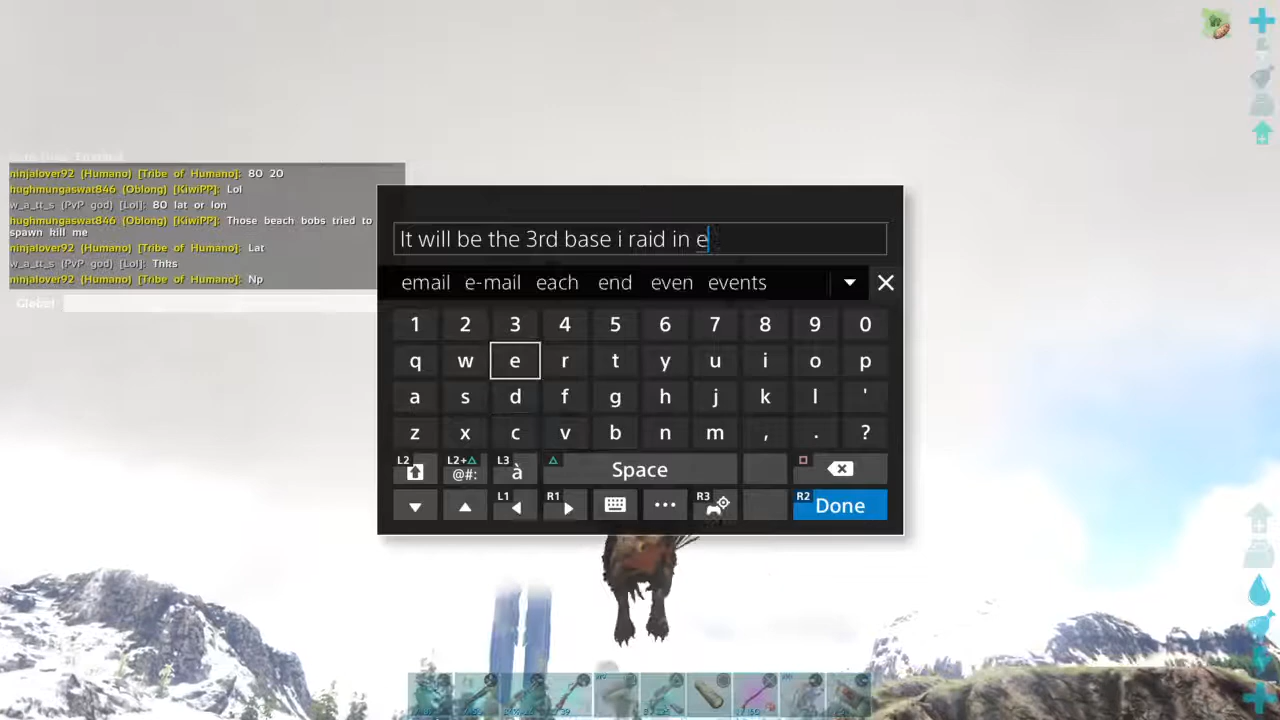 ninjalover92 (Humano) [Tribe of Humano]: 80 20
hughmungaswat846 (Oblong) [KiwiPP]: Lol
w_a_tt_s (PvP god) [Lol]: 80 lat or lon
hughmungaswat846 (Oblong) [KiwiPP]: Those beach bobs tried to
spawn kill me
ninjalover92 (Humano) [Tribe of Humano]: Lat
w_a_tt_s (PvP god) [Lol]: Thks
ninjalover92 (Humano) [Tribe of Humano]: Np
Global
It will be the 3rd base i raid in e
email e-mail each end even events
1 2 3 4 5 6 7 8 9 0
q w e r t y u i o p
a s d f g h j k l '
z x c v b n m , . ?
L2 L2+△ @#: L3 à △ Space
L1 R1 ... R3 R2 Done